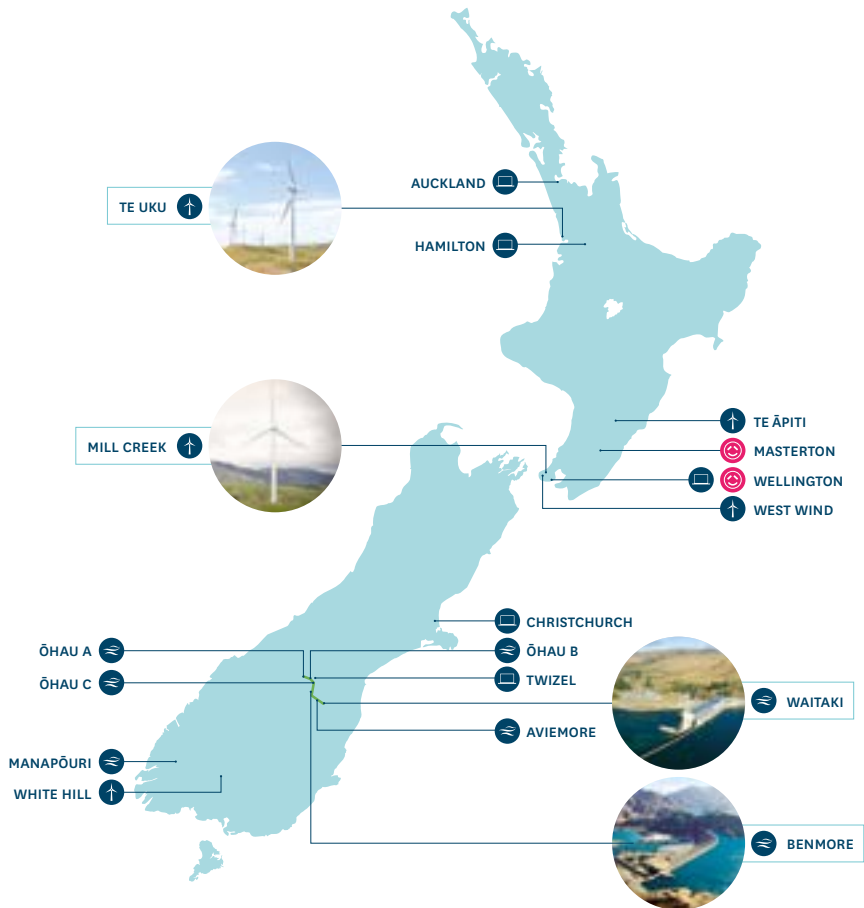 AUCKLAND
TE UKU
HAMILTON
TE ĀPITI
MILL CREEK
MASTERTON
WELLINGTON
WEST WIND
CHRISTCHURCH
ŌHAU A
ŌHAU B
ŌHAU C
TWIZEL
WAITAKI
AVIEMORE
MANAPŌURI
WHITE HILL
BENMORE